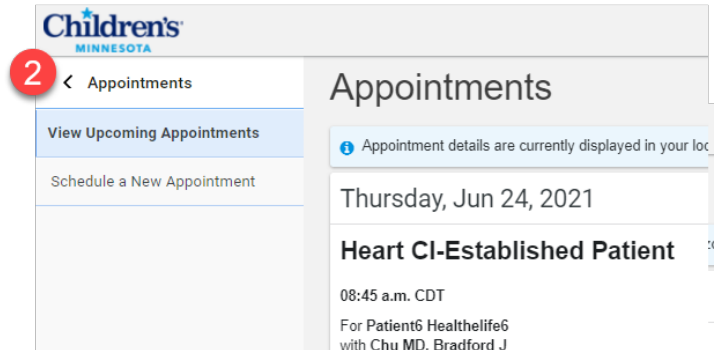 Children's
MINNESOTA
2
Appointments
View Upcoming Appointments
Schedule a New Appointment
Appointments
Appointment details are currently displayed in your loc
Thursday, Jun 24, 2021
Heart CI-Established Patient
08:45 a.m. CDT
For Patient6 Healthelife6
with Chu MD, Bradford J